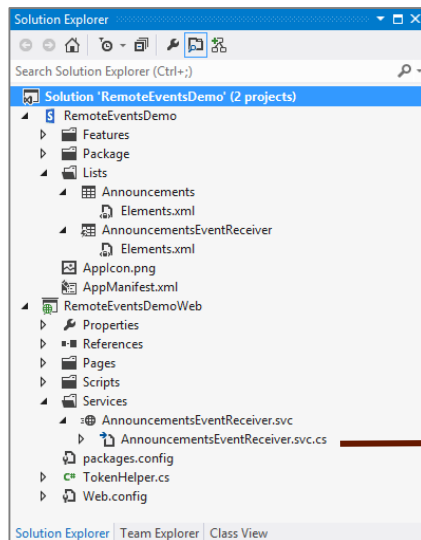 Solution Explorer
Search Solution Explorer (Ctrl+;)
Solution 'RemoteEventsDemo' (2 projects)
RemoteEventsDemo
Features
Package
Lists
Announcements
Elements.xml
AnnouncementsEventReceiver
Elements.xml
AppIcon.png
AppManifest.xml
RemoteEventsDemoWeb
Properties
References
Pages
Scripts
Services
AnnouncementsEventReceiver.svc
AnnouncementsEventReceiver.svc.cs
packages.config
C# TokenHelper.cs
Web.config
Solution Explorer Team Explorer Class View